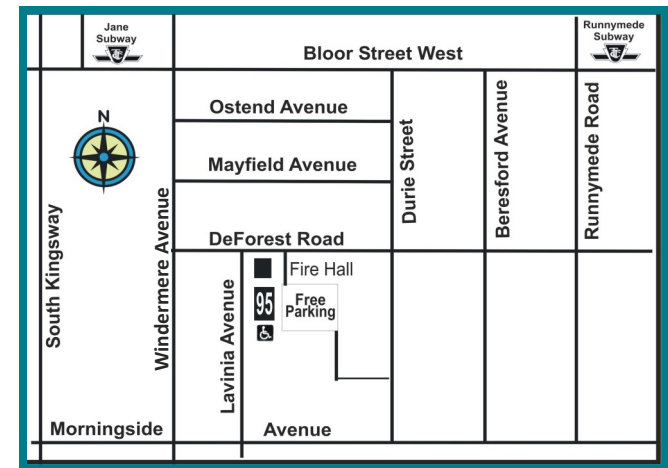 Jane
Subway
Runnymede
Subway
Bloor Street West
N
Ostend Avenue
Mayfield Avenue
DeForest Road
South Kingsway
Windermere Avenue
Lavinia Avenue
Durie Street
Beresford Avenue
Runnymede Road
Fire Hall
95
Free
Parking
Morningside Avenue